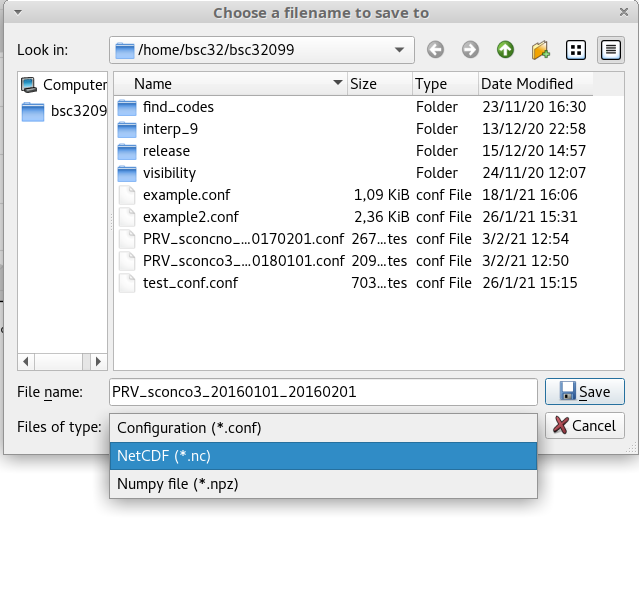 Choose a filename to save to
Look in: /home/bsc32/bsc32099
Computer
bsc3209
Name Size Type Date Modified
find_codes Folder 23/11/20 16:30
interp_9 Folder 13/12/20 22:58
release Folder 15/12/20 14:57
visibility Folder 24/11/20 12:07
example.conf 1,09 KiB conf File 18/1/21 16:06
example2.conf 2,36 KiB conf File 26/1/21 15:31
PRV_sconcno_...0170201.conf 267...tes conf File 3/2/21 12:54
PRV_sconco3_...0180101.conf 209...tes conf File 3/2/21 12:50
test_conf.conf 703...tes conf File 26/1/21 15:15
File name: PRV_sconco3_20160101_20160201 Save
Files of type: Cancel
Configuration (*.conf)
NetCDF (*.nc)
Numpy file (*.npz)